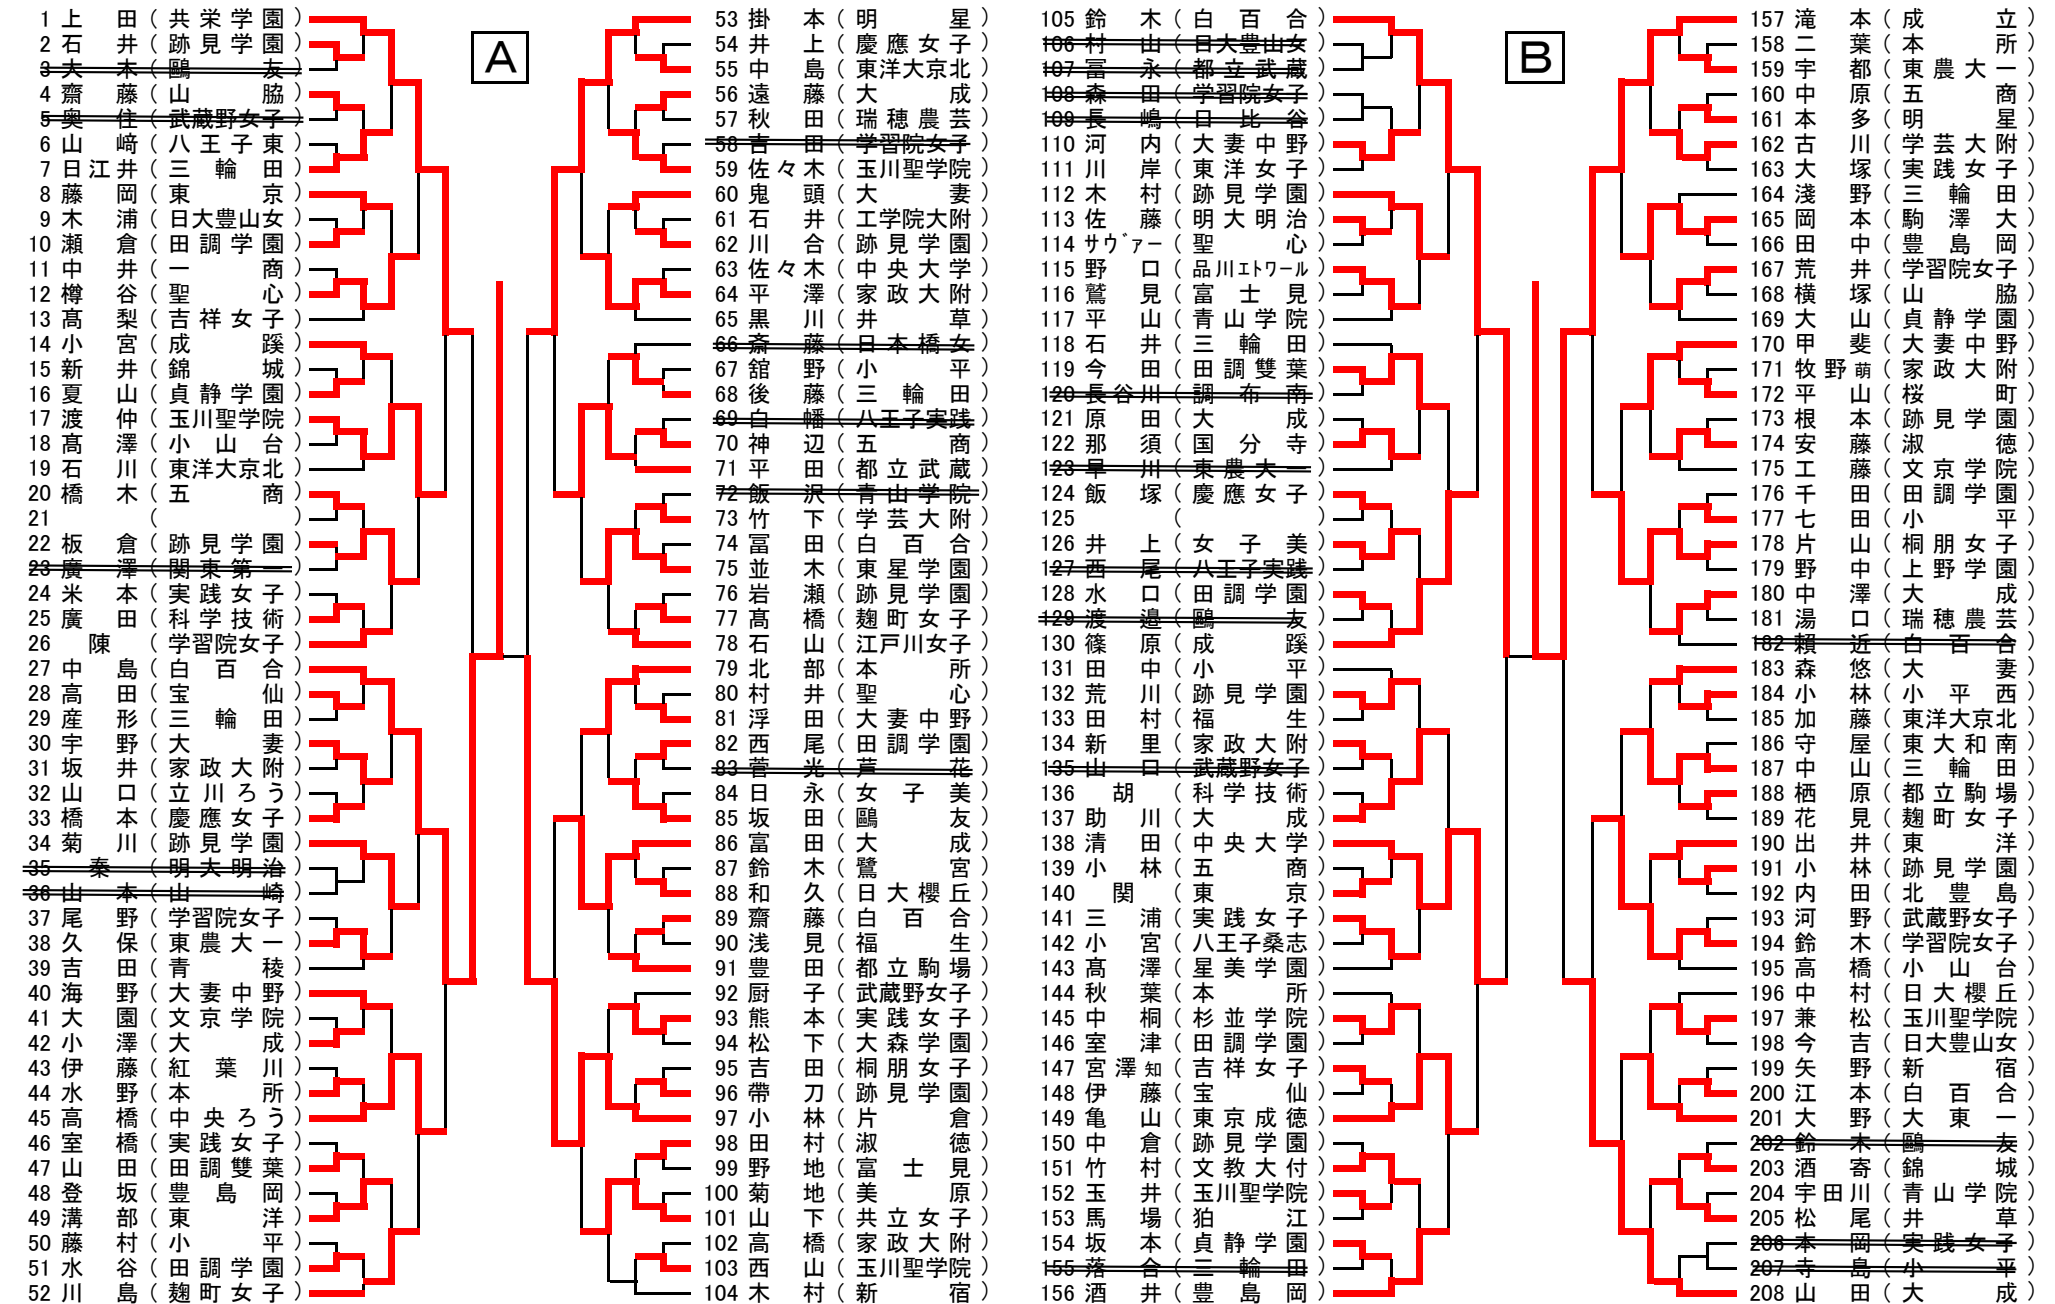 A
1 上田（共栄学園）
2 石井（跡見学園）
3 大木（鷗友）
4 齋藤（山脇）
5 奥住（武蔵野女子）
6 山﨑（八王子東）
7 日江井（三輪田）
8 藤岡（東京）
9 木浦（日大豊山女）
10 瀬倉（田調学園）
11 中井（一商）
12 樽谷（聖心）
13 髙梨（吉祥女子）
14 小宮（成蹊）
15 新井（錦城）
16 夏山（貞静学園）
17 渡仲（玉川聖学院）
18 髙澤（小山台）
19 石川（東洋大京北）
20 橋木（五商）
21 （ ）
22 板倉（跡見学園）
23 廣澤（関東第一）
24 米本（実践女子）
25 廣田（科学技術）
26 陳（学習院女子）
27 中島（白百合）
28 高田（宝仙）
29 産形（三輪田）
30 宇野（大妻）
31 坂井（家政大附）
32 山口（立川ろう）
33 橋本（慶應女子）
34 菊川（跡見学園）
35 秦（明大明治）
36 山本（山崎）
37 尾野（学習院女子）
38 久保（東農大一）
39 吉田（青稜）
40 海野（大妻中野）
41 大園（文京学院）
42 小澤（大成）
43 伊藤（紅葉川）
44 水野（本所）
45 高橋（中央ろう）
46 室橋（実践女子）
47 山田（田調雙葉）
48 登坂（豊島岡）
49 溝部（東洋）
50 藤村（小平）
51 水谷（田調学園）
52 川島（麹町女子）
53 掛本（明星）
54 井上（慶應女子）
55 中島（東洋大京北）
56 遠藤（大成）
57 秋田（瑞穂農芸）
58 吉田（学習院女子）
59 佐々木（玉川聖学院）
60 鬼頭（大妻）
61 石井（工学院大附）
62 川合（跡見学園）
63 佐々木（中央大学）
64 平澤（家政大附）
65 黒川（井草）
66 斎藤（日本橋女）
67 舘野（小平）
68 後藤（三輪田）
69 白幡（八王子実践）
70 神辺（五商）
71 平田（都立武蔵）
72 飯沢（青山学院）
73 竹下（学芸大附）
74 冨田（白百合）
75 並木（東星学園）
76 岩瀬（跡見学園）
77 髙橋（麹町女子）
78 石山（江戸川女子）
79 北部（本所）
80 村井（聖心）
81 浮田（大妻中野）
82 西尾（田調学園）
83 菅光（芦花）
84 日永（女子美）
85 坂田（鷗友）
86 富田（大成）
87 鈴木（鷺宮）
88 和久（日大櫻丘）
89 齋藤（白百合）
90 浅見（福生）
91 豊田（都立駒場）
92 厨子（武蔵野女子）
93 熊本（実践女子）
94 松下（大森学園）
95 吉田（桐朋女子）
96 帶刀（跡見学園）
97 小林（片倉）
98 田村（淑徳）
99 野地（富士見）
100 菊地（美原）
101 山下（共立女子）
102 高橋（家政大附）
103 西山（玉川聖学院）
104 木村（新宿）
B
105 鈴木（白百合）
106 村山（日大豊山女）
107 冨永（都立武蔵）
108 森田（学習院女子）
109 長嶋（日比谷）
110 河内（大妻中野）
111 川岸（東洋女子）
112 木村（跡見学園）
113 佐藤（明大明治）
114 サヴァー（聖心）
115 野口（品川エトワール）
116 鷲見（富士見）
117 平山（青山学院）
118 石井（三輪田）
119 今田（田調雙葉）
120 長谷川（調布南）
121 原田（大成）
122 那須（国分寺）
123 早川（東農大一）
124 飯塚（慶應女子）
125 （ ）
126 井上（女子美）
127 西尾（八王子実践）
128 水口（田調学園）
129 渡邉（鷗友）
130 篠原（成蹊）
131 田中（小平）
132 荒川（跡見学園）
133 田村（福生）
134 新里（家政大附）
135 山口（武蔵野女子）
136 胡（科学技術）
137 助川（大成）
138 清田（中央大学）
139 小林（五商）
140 関（東京）
141 三浦（実践女子）
142 小宮（八王子桑志）
143 髙澤（星美学園）
144 秋葉（本所）
145 中桐（杉並学院）
146 室津（田調学園）
147 宮澤知（吉祥女子）
148 伊藤（宝仙）
149 亀山（東京成徳）
150 中倉（跡見学園）
151 竹村（文教大付）
152 玉井（玉川聖学院）
153 馬場（狛江）
154 坂本（貞静学園）
155 落合（三輪田）
156 酒井（豊島岡）
157 滝本（成立）
158 二葉（本所）
159 宇都（東農大一）
160 中原（五商）
161 本多（明星）
162 古川（学芸大附）
163 大塚（実践女子）
164 淺野（三輪田）
165 岡本（駒澤大）
166 田中（豊島岡）
167 荒井（学習院女子）
168 横塚（山脇）
169 大山（貞静学園）
170 甲斐（大妻中野）
171 牧野萌（家政大附）
172 平山（桜町）
173 根本（跡見学園）
174 安藤（淑徳）
175 工藤（文京学院）
176 千田（田調学園）
177 七田（小平）
178 片山（桐朋女子）
179 野中（上野学園）
180 中澤（大成）
181 湯口（瑞穂農芸）
182 頼近（白百合）
183 森悠（大妻）
184 小林（小平西）
185 加藤（東洋大京北）
186 守屋（東大和南）
187 中山（三輪田）
188 栖原（都立駒場）
189 花見（麹町女子）
190 出井（東洋）
191 小林（跡見学園）
192 内田（北豊島）
193 河野（武蔵野女子）
194 鈴木（学習院女子）
195 高橋（小山台）
196 中村（日大櫻丘）
197 兼松（玉川聖学院）
198 今吉（日大豊山女）
199 矢野（新宿）
200 江本（白百合）
201 大野（大東一）
202 鈴木（鷗友）
203 酒寄（錦城）
204 宇田川（青山学院）
205 松尾（井草）
206 本岡（実践女子）
207 寺島（小平）
208 山田（大成）